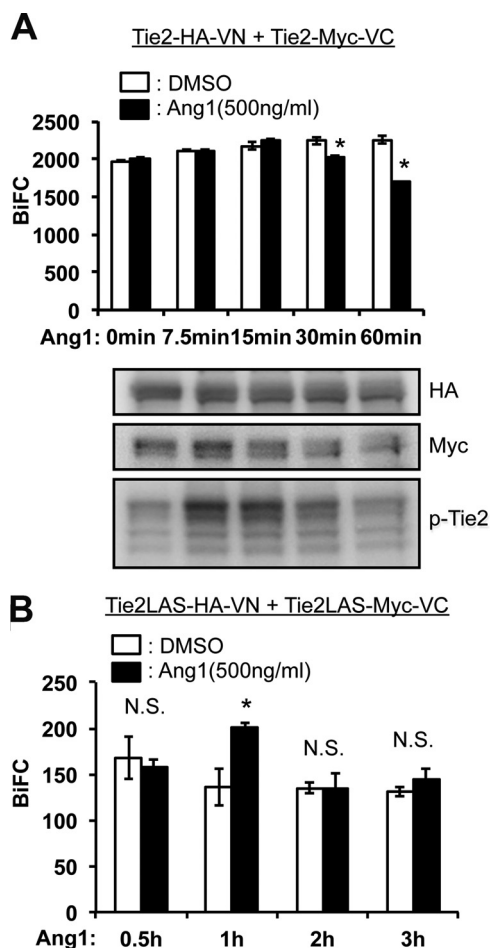 A
Tie2-HA-VN + Tie2-Myc-VC
: DMSO
: Ang1(500ng/ml)
2500
2000
1500
1000
500
0
BiFC
* *
Ang1: 0min 7.5min 15min 30min 60min
HA
Myc
p-Tie2
B
Tie2LAS-HA-VN + Tie2LAS-Myc-VC
: DMSO
: Ang1(500ng/ml)
250
200
150
100
50
0
BiFC
N.S. * N.S. N.S.
Ang1: 0.5h 1h 2h 3h